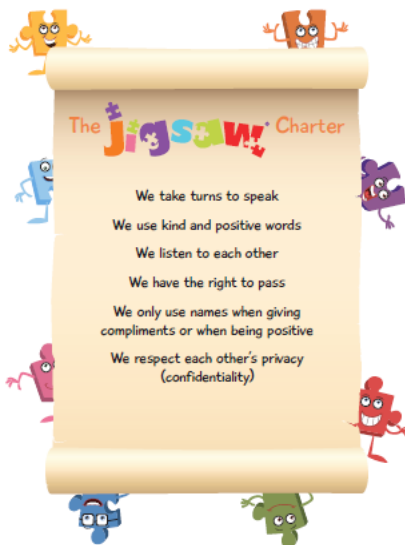 The Jigsaw Charter
We take turns to speak
We use kind and positive words
We listen to each other
We have the right to pass
We only use names when giving
compliments or when being positive
We respect each other's privacy
(confidentiality)